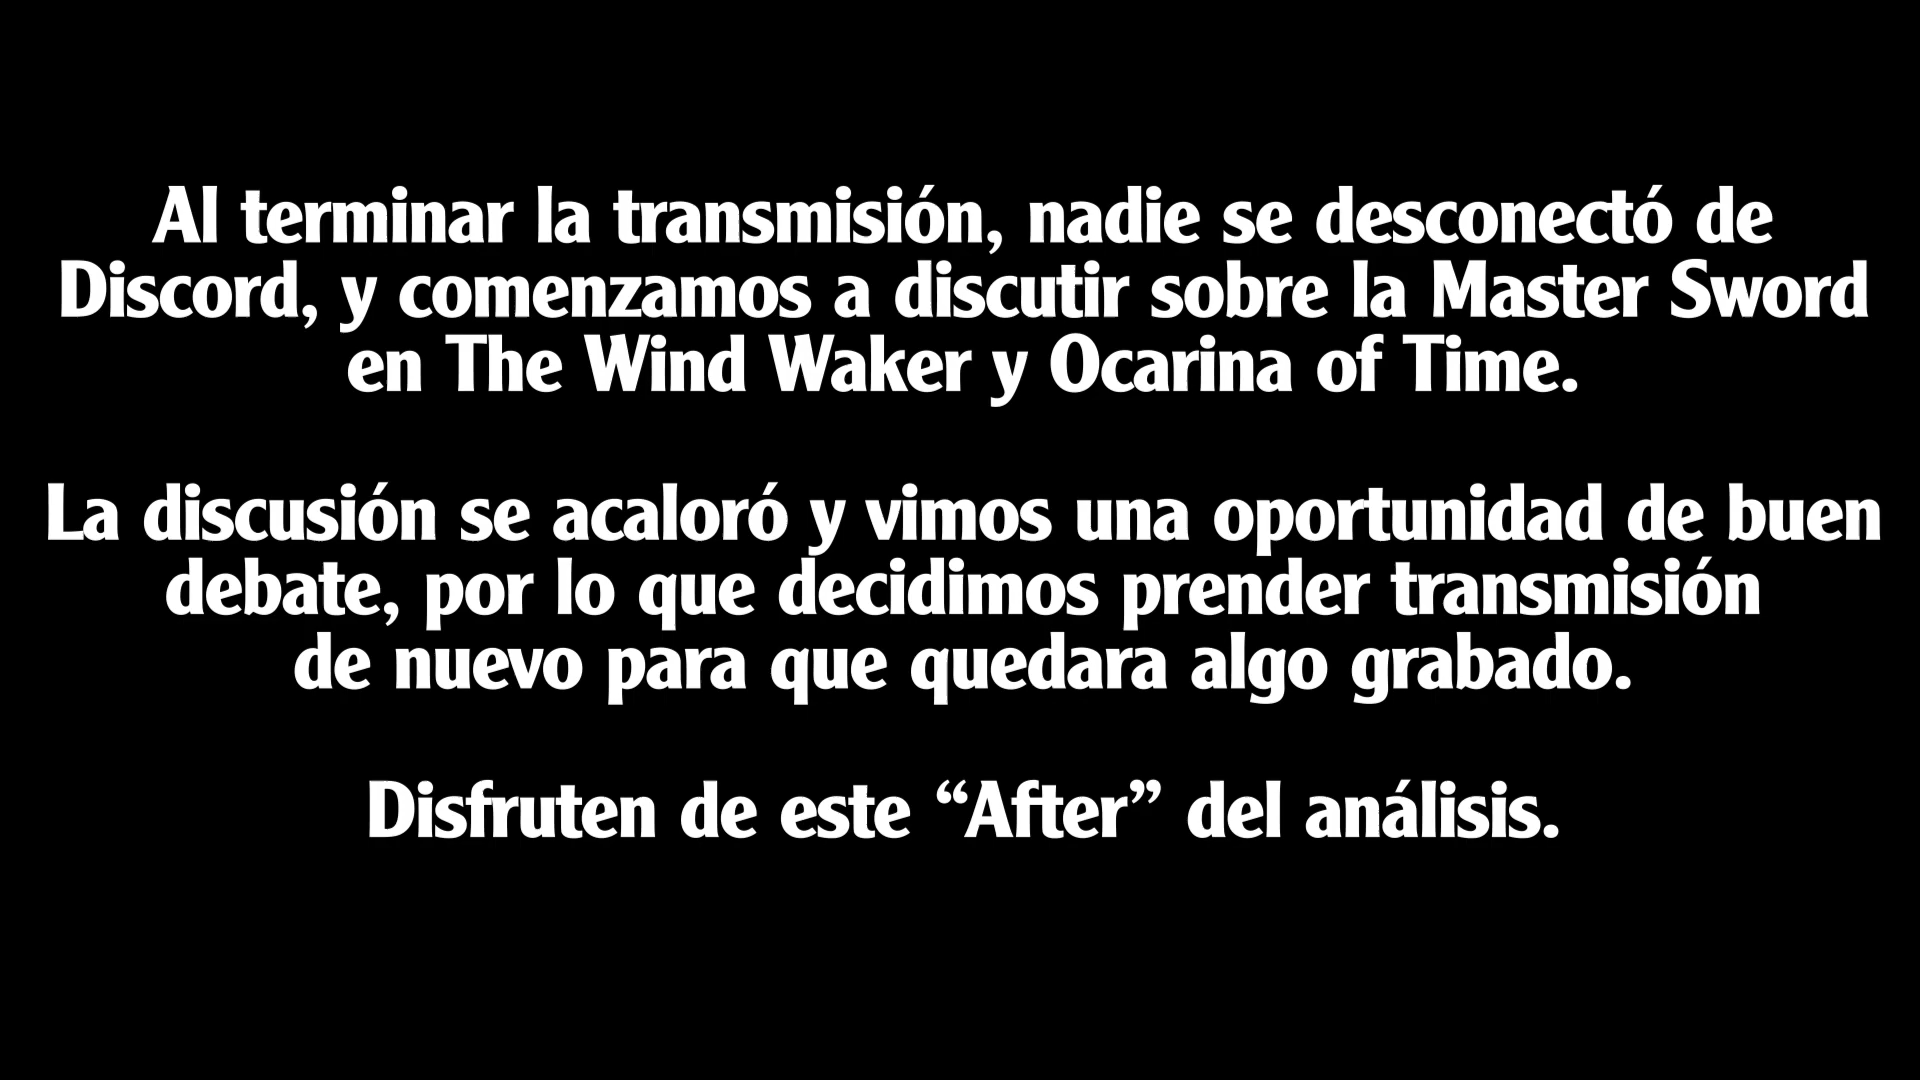 Al terminar la transmisión, nadie se desconectó de
Discord, y comenzamos a discutir sobre la Master Sword
en The Wind Waker y Ocarina of Time.
La discusión se acaloró y vimos una oportunidad de buen
debate, por lo que decidimos prender transmisión
de nuevo para que quedara algo grabado.
Disfruten de este “After” del análisis.